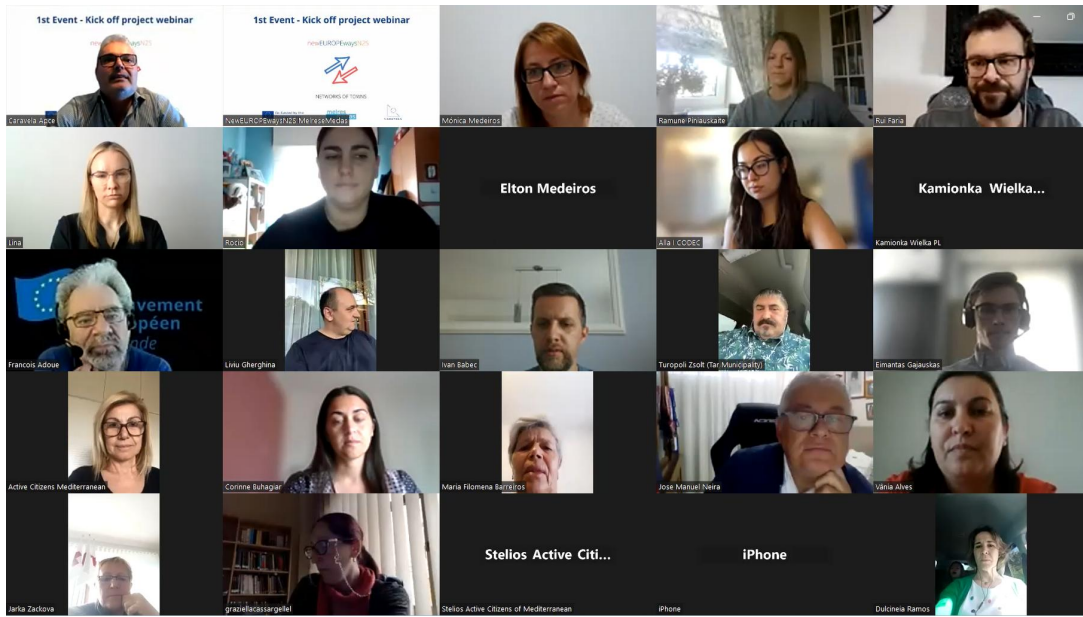 1st Event - Kick off project webinar
Caravela Apce
1st Event - Kick off project webinar
newEUROPEwaysN2S
NETWORKS OF TOWNS
NewEUROPEwaysN2S MeireseMedas
Mónica Medeiros
Ramunė Piniauskaite
Rui Faria
Lina
Rocio
Elton Medeiros
Alla I CODEC
Kamionka Wielka...
Kamionka Wielka PL
Francois Adoue
Liviu Gherghina
Ivan Babec
Turopoli Zsolt (Tar Municipality)
Eimantas Gajauskas
Active Citizens Mediterranean
Corinne Buhagiar
Maria Filomena Barreiros
Jose Manuel Neira
Vânia Alves
Jarka Zackova
graziellacassargellel
Stelios Active Citi...
Stelios Active Citizens of Mediterranean
iPhone
iPhone
Dulcineia Ramos